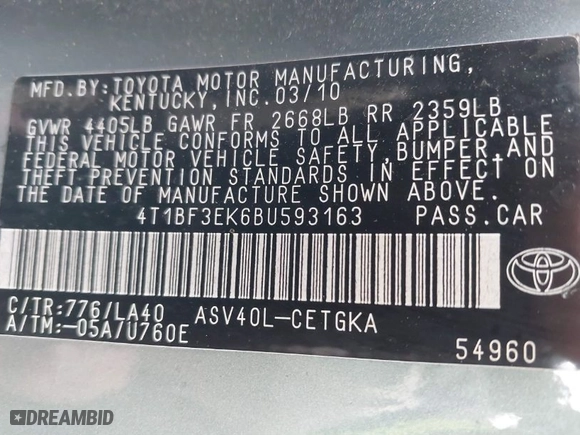 MFD.BY:TOYOTA MOTOR MANUFACTURING,
KENTUCKY,INC.03/10
GVWR 4405LB GAWR FR 2668LB RR 2359LB
THIS VEHICLE CONFORMS TO ALL APPLICABLE
FEDERAL MOTOR VEHICLE SAFETY,BUMPER,AND
THEFT PREVENTION STANDARDS IN EFFECT ON
THE DATE OF MANUFACTURE SHOWN ABOVE.
4T1BF3EK6BU593163 PASS.CAR
C/TR:776/LA40 ASV40L-CETGKA
A/TM:-05A/U760E
TOYOTA
54960
DREAMBID